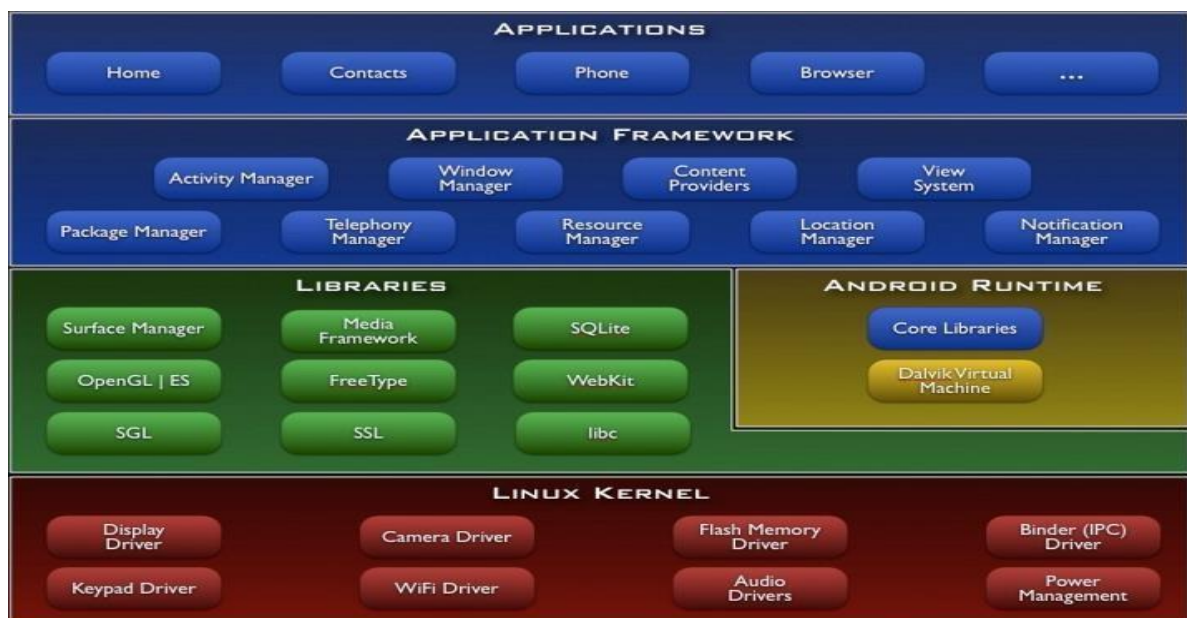 APPLICATIONS
Home
Contacts
Phone
Browser
...
APPLICATION FRAMEWORK
Activity Manager
Window
Manager
Content
Providers
View
System
Package Manager
Telephony
Manager
Resource
Manager
Location
Manager
Notification
Manager
LIBRARIES
Surface Manager
Media
Framework
SQLite
OpenGL | ES
FreeType
WebKit
SGL
SSL
libc
ANDROID RUNTIME
Core Libraries
Dalvik Virtual
Machine
LINUX KERNEL
Display
Driver
Camera Driver
Flash Memory
Driver
Binder (IPC)
Driver
Keypad Driver
WiFi Driver
Audio
Drivers
Power
Management